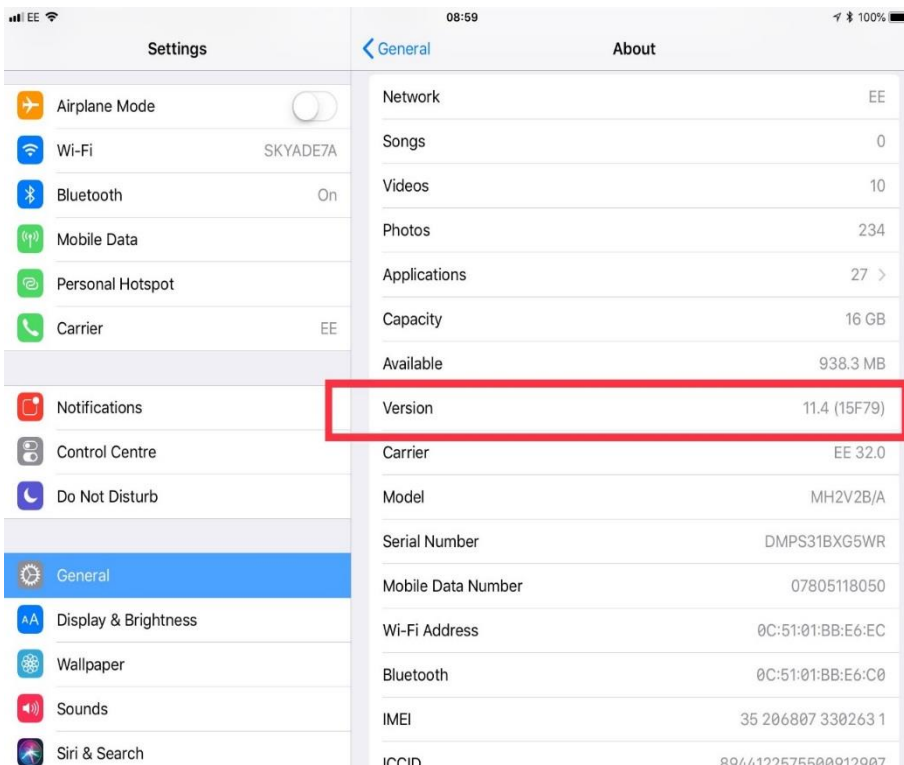 EE 08:59 100%
Settings
General About
Airplane Mode
Wi-Fi SKYADE7A
Bluetooth On
Mobile Data
Personal Hotspot
Carrier EE
Notifications
Control Centre
Do Not Disturb
General
AA Display & Brightness
Wallpaper
Sounds
Siri & Search
Network EE
Songs 0
Videos 10
Photos 234
Applications 27
Capacity 16 GB
Available 938.3 MB
Version 11.4 (15F79)
Carrier EE 32.0
Model MH2V2B/A
Serial Number DMPS31BXG5WR
Mobile Data Number 07805118050
Wi-Fi Address 0C:51:01:BB:E6:EC
Bluetooth 0C:51:01:BB:E6:C0
IMEI 35 206807 330263 1
ICCID 8944122575500912907